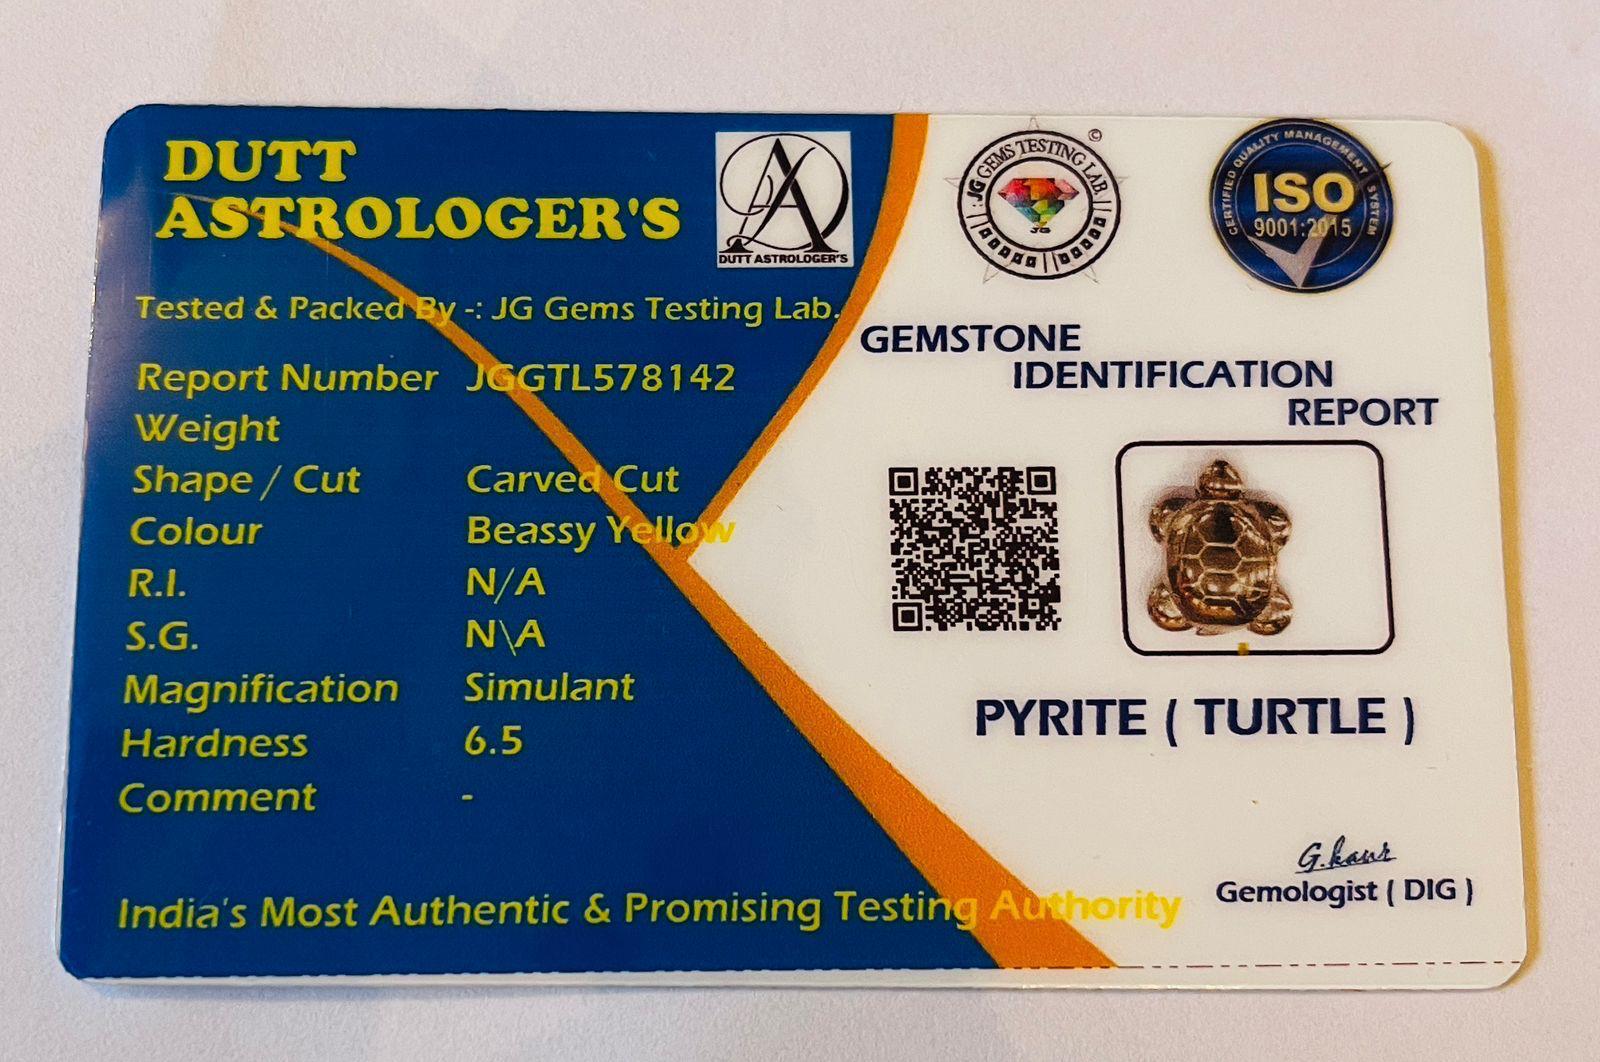 DUTT
ASTROLOGER'S
DUTT ASTROLOGER'S
Tested & Packed By -: JG Gems Testing Lab.
Report Number JGGTL578142
Weight
Shape / Cut Carved Cut
Colour Beassy Yellow
R.I. N/A
S.G. N\A
Magnification Simulant
Hardness 6.5
Comment -
India's Most Authentic & Promising Testing Authority
JG GEMS TESTING LAB.
©
JG
CERTIFIED QUALITY MANAGEMENT SYSTEM
ISO
9001:2015
GEMSTONE
IDENTIFICATION
REPORT
PYRITE ( TURTLE )
G.kaur
Gemologist ( DIG )